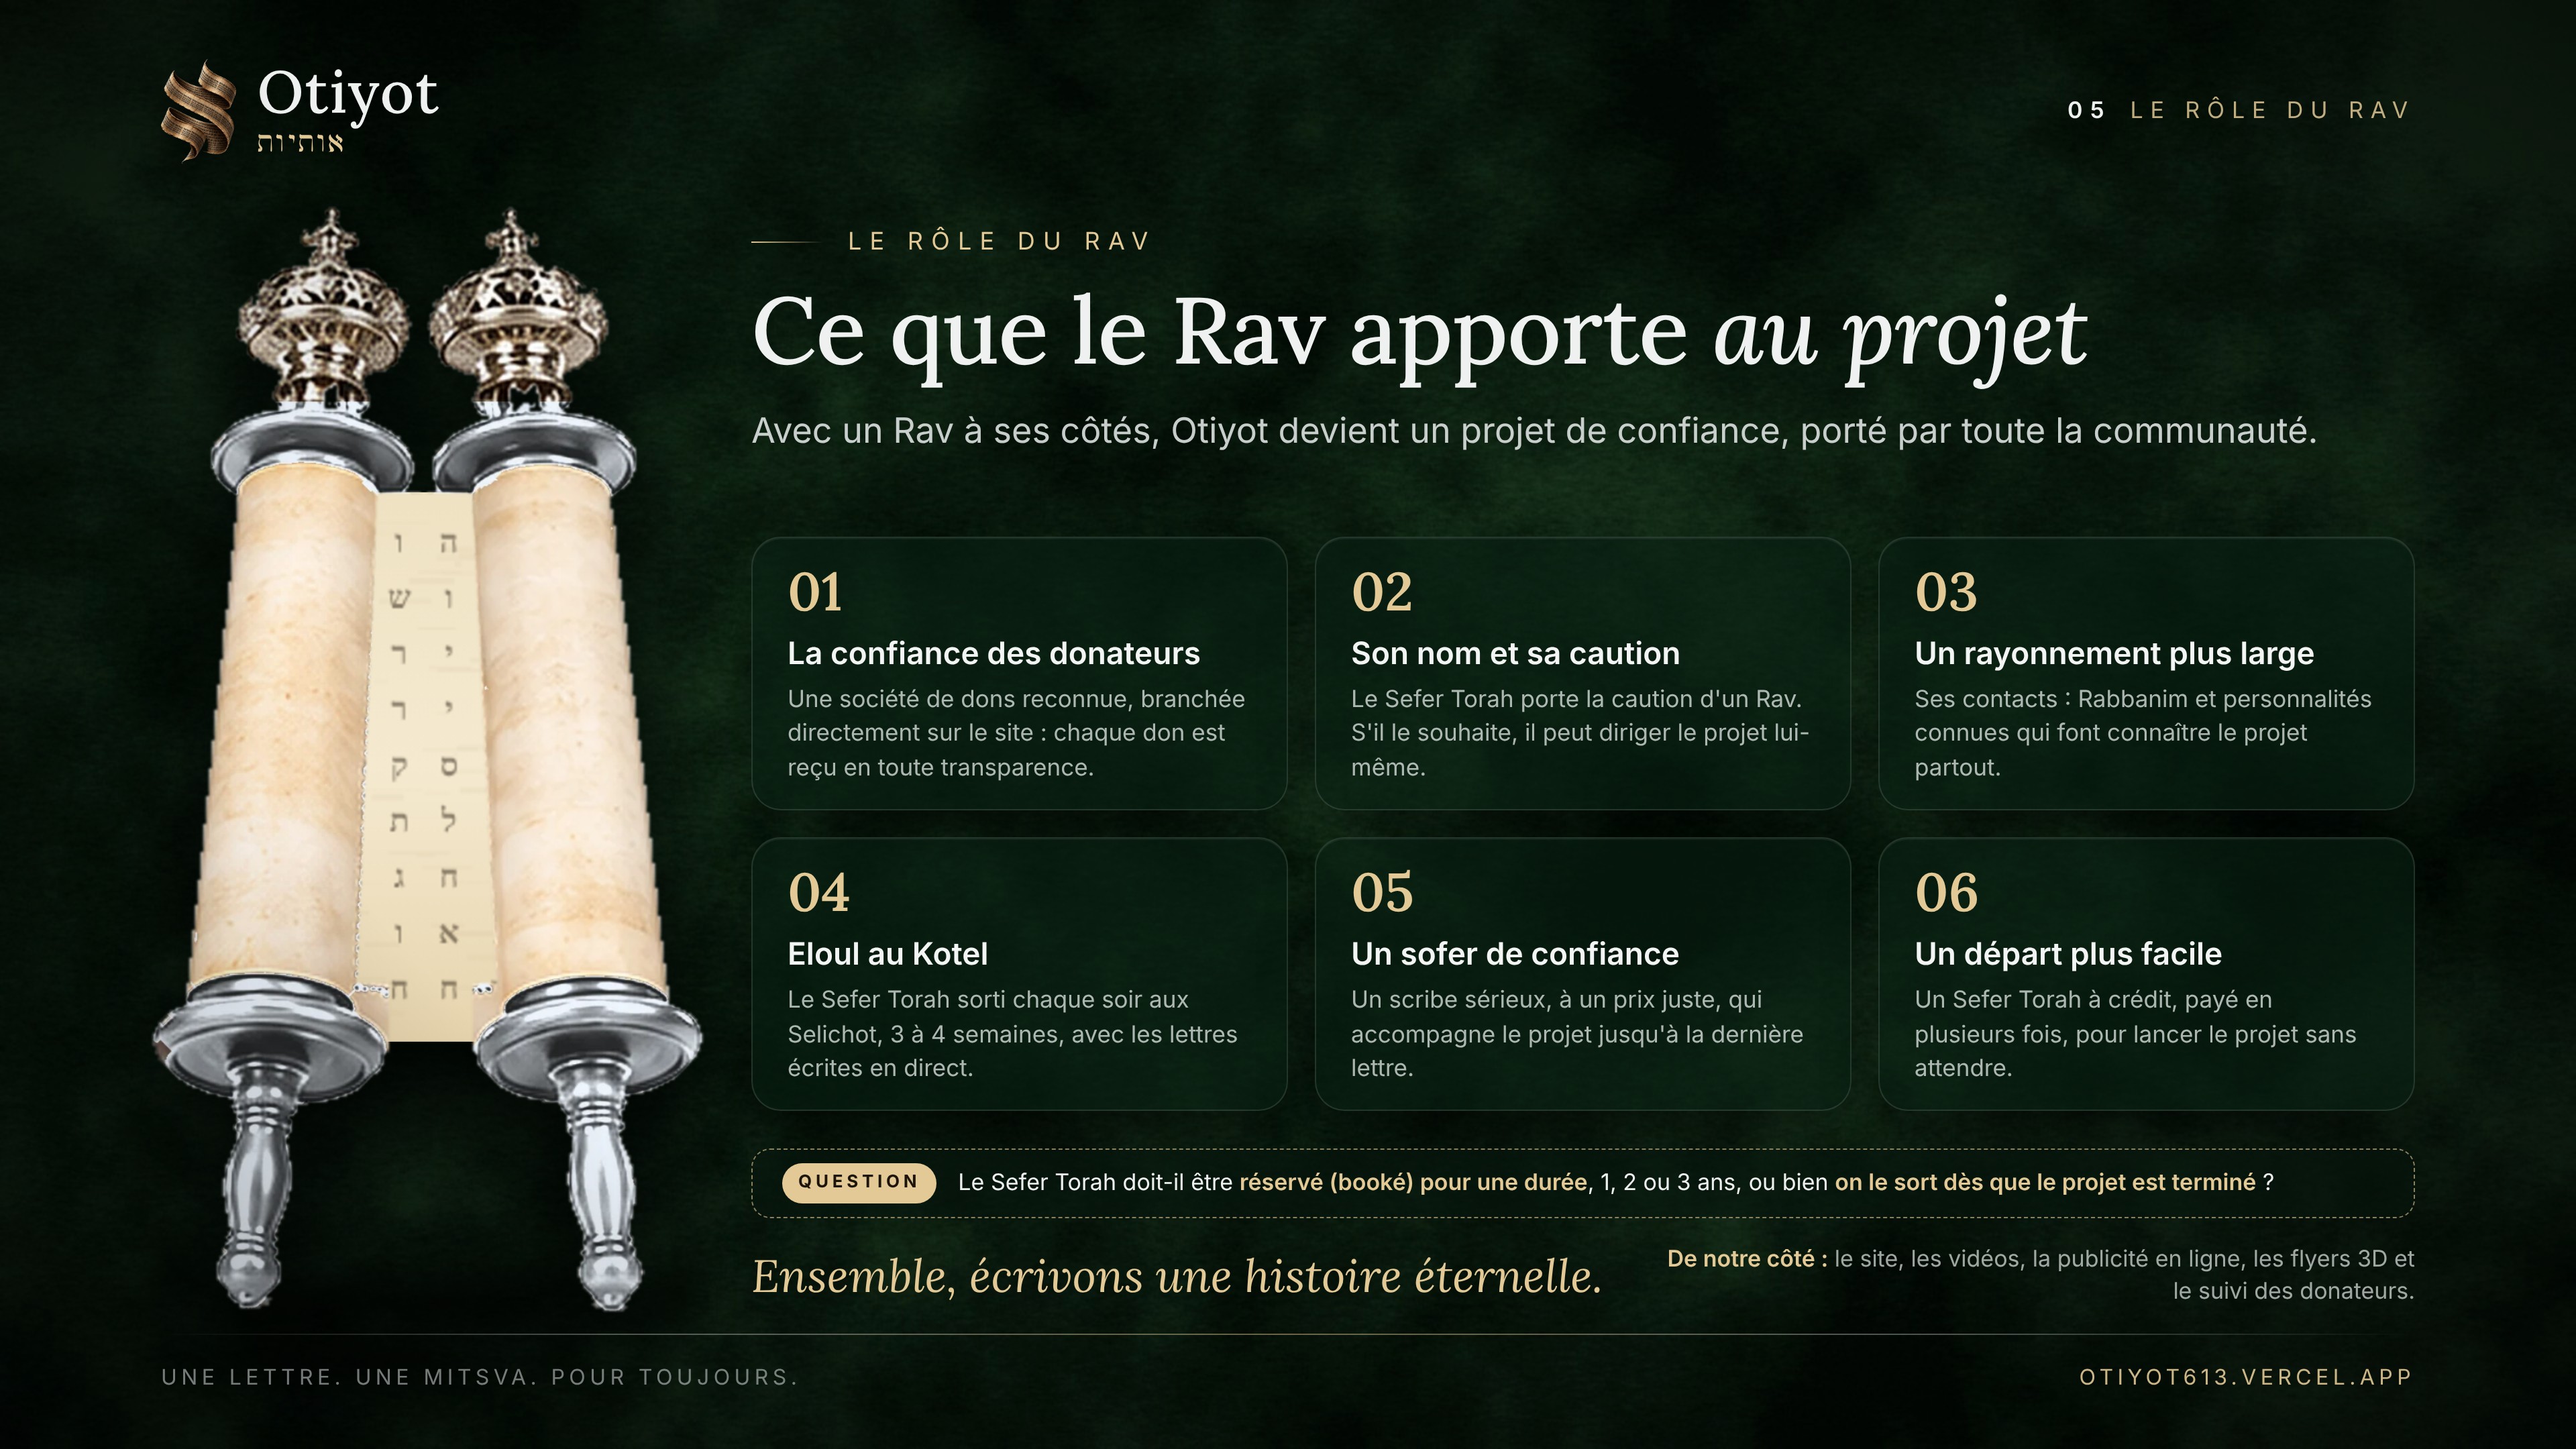 Otiyot
אותיות
05 LE RÔLE DU RAV
LE RÔLE DU RAV
Ce que le Rav apporte au projet
Avec un Rav à ses côtés, Otiyot devient un projet de confiance, porté par toute la communauté.
ה ו
ו ש
י ר
י ר
ס ק
ל ת
ח ג
א ו
ח ח
01
La confiance des donateurs
Une société de dons reconnue, branchée
directement sur le site : chaque don est
reçu en toute transparence.
02
Son nom et sa caution
Le Sefer Torah porte la caution d'un Rav.
S'il le souhaite, il peut diriger le projet lui-
même.
03
Un rayonnement plus large
Ses contacts : Rabbanim et personnalités
connues qui font connaître le projet
partout.
04
Eloul au Kotel
Le Sefer Torah sorti chaque soir aux
Selichot, 3 à 4 semaines, avec les lettres
écrites en direct.
05
Un sofer de confiance
Un scribe sérieux, à un prix juste, qui
accompagne le projet jusqu'à la dernière
lettre.
06
Un départ plus facile
Un Sefer Torah à crédit, payé en
plusieurs fois, pour lancer le projet sans
attendre.
QUESTION Le Sefer Torah doit-il être réservé (booké) pour une durée, 1, 2 ou 3 ans, ou bien on le sort dès que le projet est terminé ?
Ensemble, écrivons une histoire éternelle.
De notre côté : le site, les vidéos, la publicité en ligne, les flyers 3D et
le suivi des donateurs.
UNE LETTRE. UNE MITSVA. POUR TOUJOURS.
OTIYOT613.VERCEL.APP